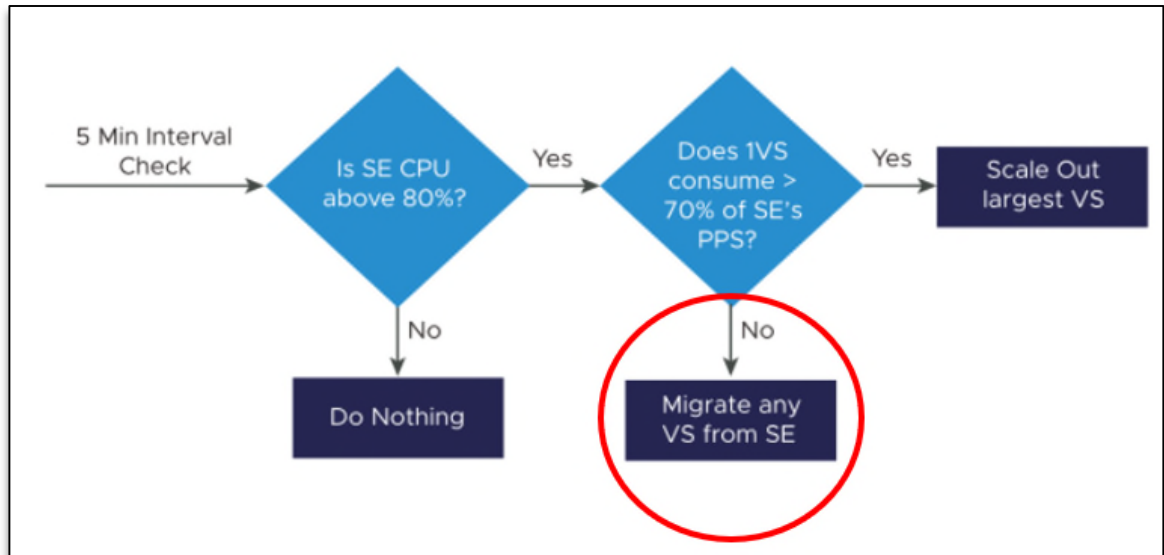 5 Min Interval
Check
Is SE CPU
above 80%?
Yes
Does 1VS
consume >
70% of SE's
PPS?
Yes
Scale Out
largest VS
No
No
Do Nothing
Migrate any
VS from SE